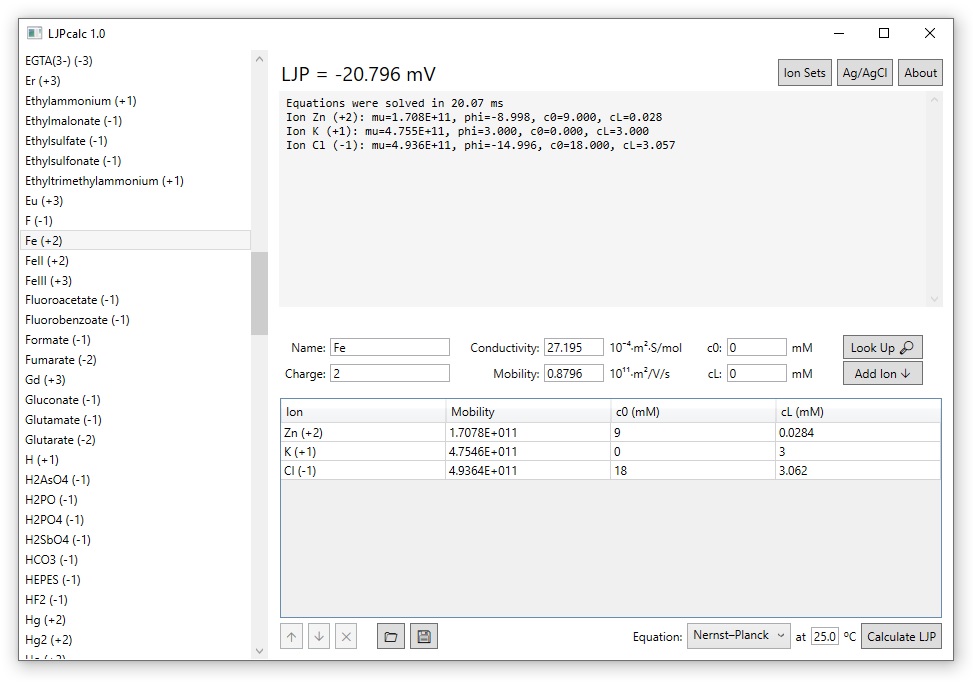 LJPcalc 1.0
EGTA(3-) (-3)
Er (+3)
Ethylammonium (+1)
Ethylmalonate (-1)
Ethylsulfate (-1)
Ethylsulfonate (-1)
Ethyltrimethylammonium (+1)
Eu (+3)
F (-1)
Fe (+2)
FeII (+2)
FeIII (+3)
Fluoroacetate (-1)
Fluorobenzoate (-1)
Formate (-1)
Fumarate (-2)
Gd (+3)
Gluconate (-1)
Glutamate (-1)
Glutarate (-2)
H (+1)
H2AsO4 (-1)
H2PO (-1)
H2PO4 (-1)
H2SbO4 (-1)
HCO3 (-1)
HEPES (-1)
HF2 (-1)
Hg (+2)
Hg2 (+2)
LJP = -20.796 mV
Ion Sets Ag/AgCl About
Equations were solved in 20.07 ms
Ion Zn (+2): mu=1.708E+11, phi=-8.998, c0=9.000, cL=0.028
Ion K (+1): mu=4.755E+11, phi=3.000, c0=0.000, cL=3.000
Ion Cl (-1): mu=4.936E+11, phi=-14.996, c0=18.000, cL=3.057
Name: Fe Conductivity: 27.195 10⁻⁴·m²·S/mol c0: 0 mM Look Up
Charge: 2 Mobility: 0.8796 10¹¹·m²/V/s cL: 0 mM Add Ion ↓
Ion Mobility c0 (mM) cL (mM)
Zn (+2) 1.7078E+011 9 0.0284
K (+1) 4.7546E+011 0 3
Cl (-1) 4.9364E+011 18 3.062
Equation: Nernst–Planck at 25.0 ºC Calculate LJP